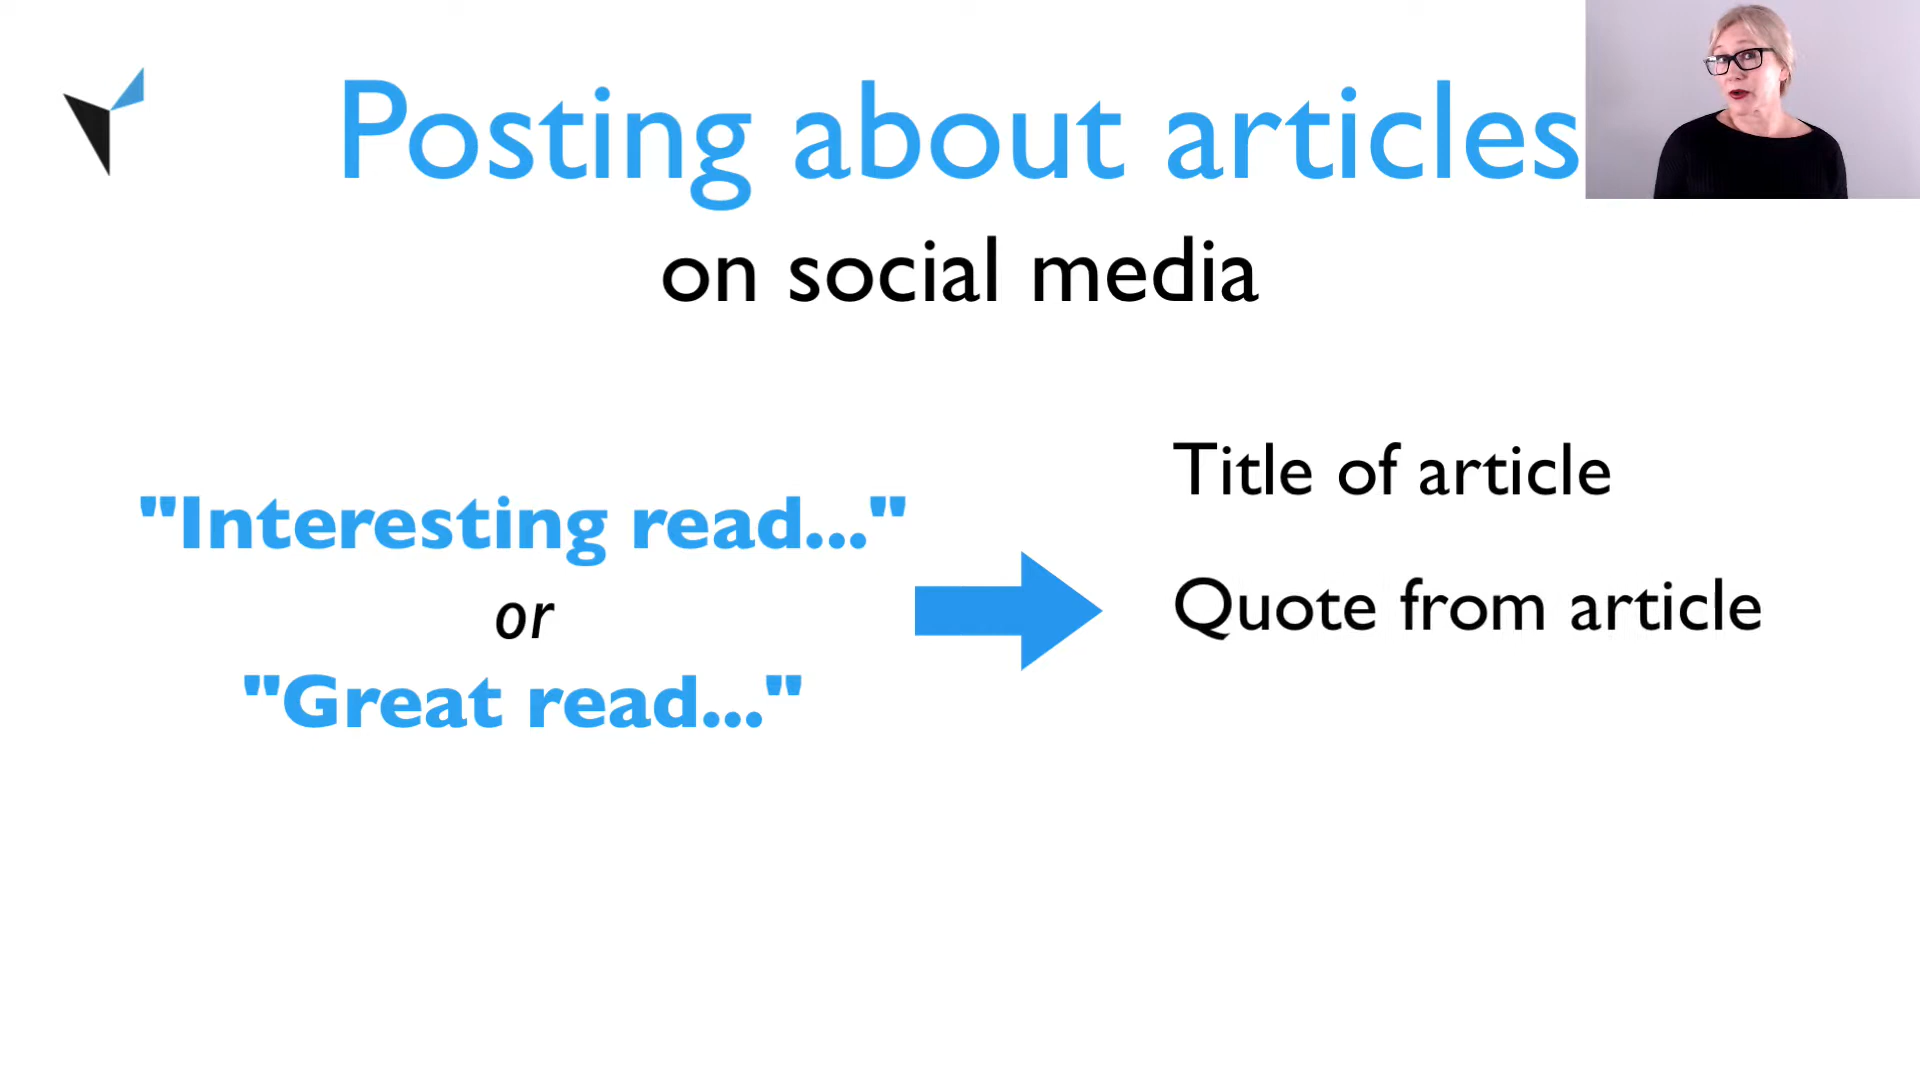 Posting about articles
on social media
"Interesting read..."
or
"Great read..."
Title of article
Quote from article